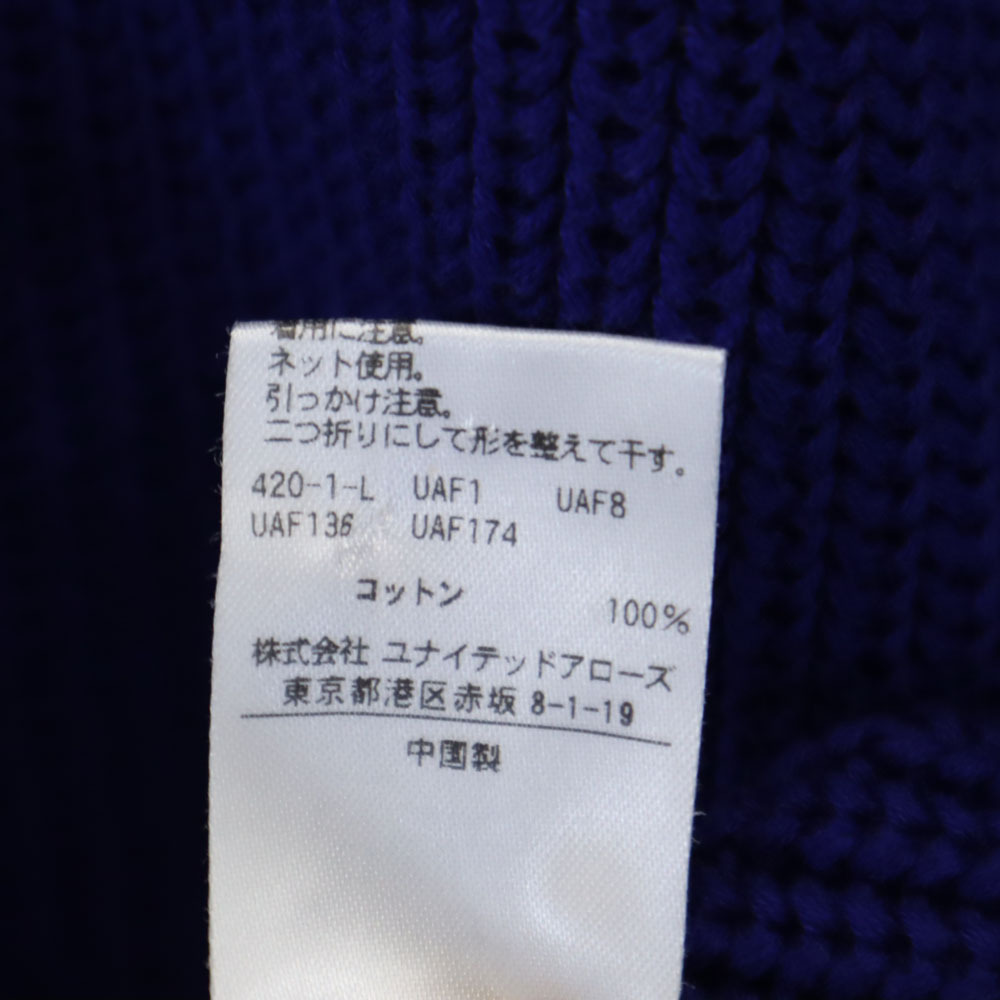 着用に注意。
ネット使用。
引っかけ注意。
二つ折りにして形を整えて干す。
420-1-L UAF1 UAF8
UAF136 UAF174
コットン 100%
株式会社 ユナイテッドアローズ
東京都港区赤坂 8-1-19
中国製